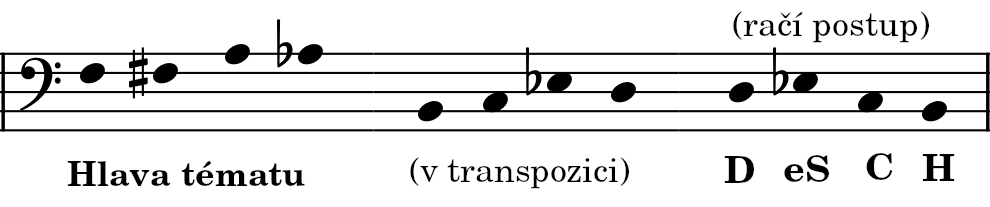 (račí postup)
Hlava tématu (v transpozici) D eS C H